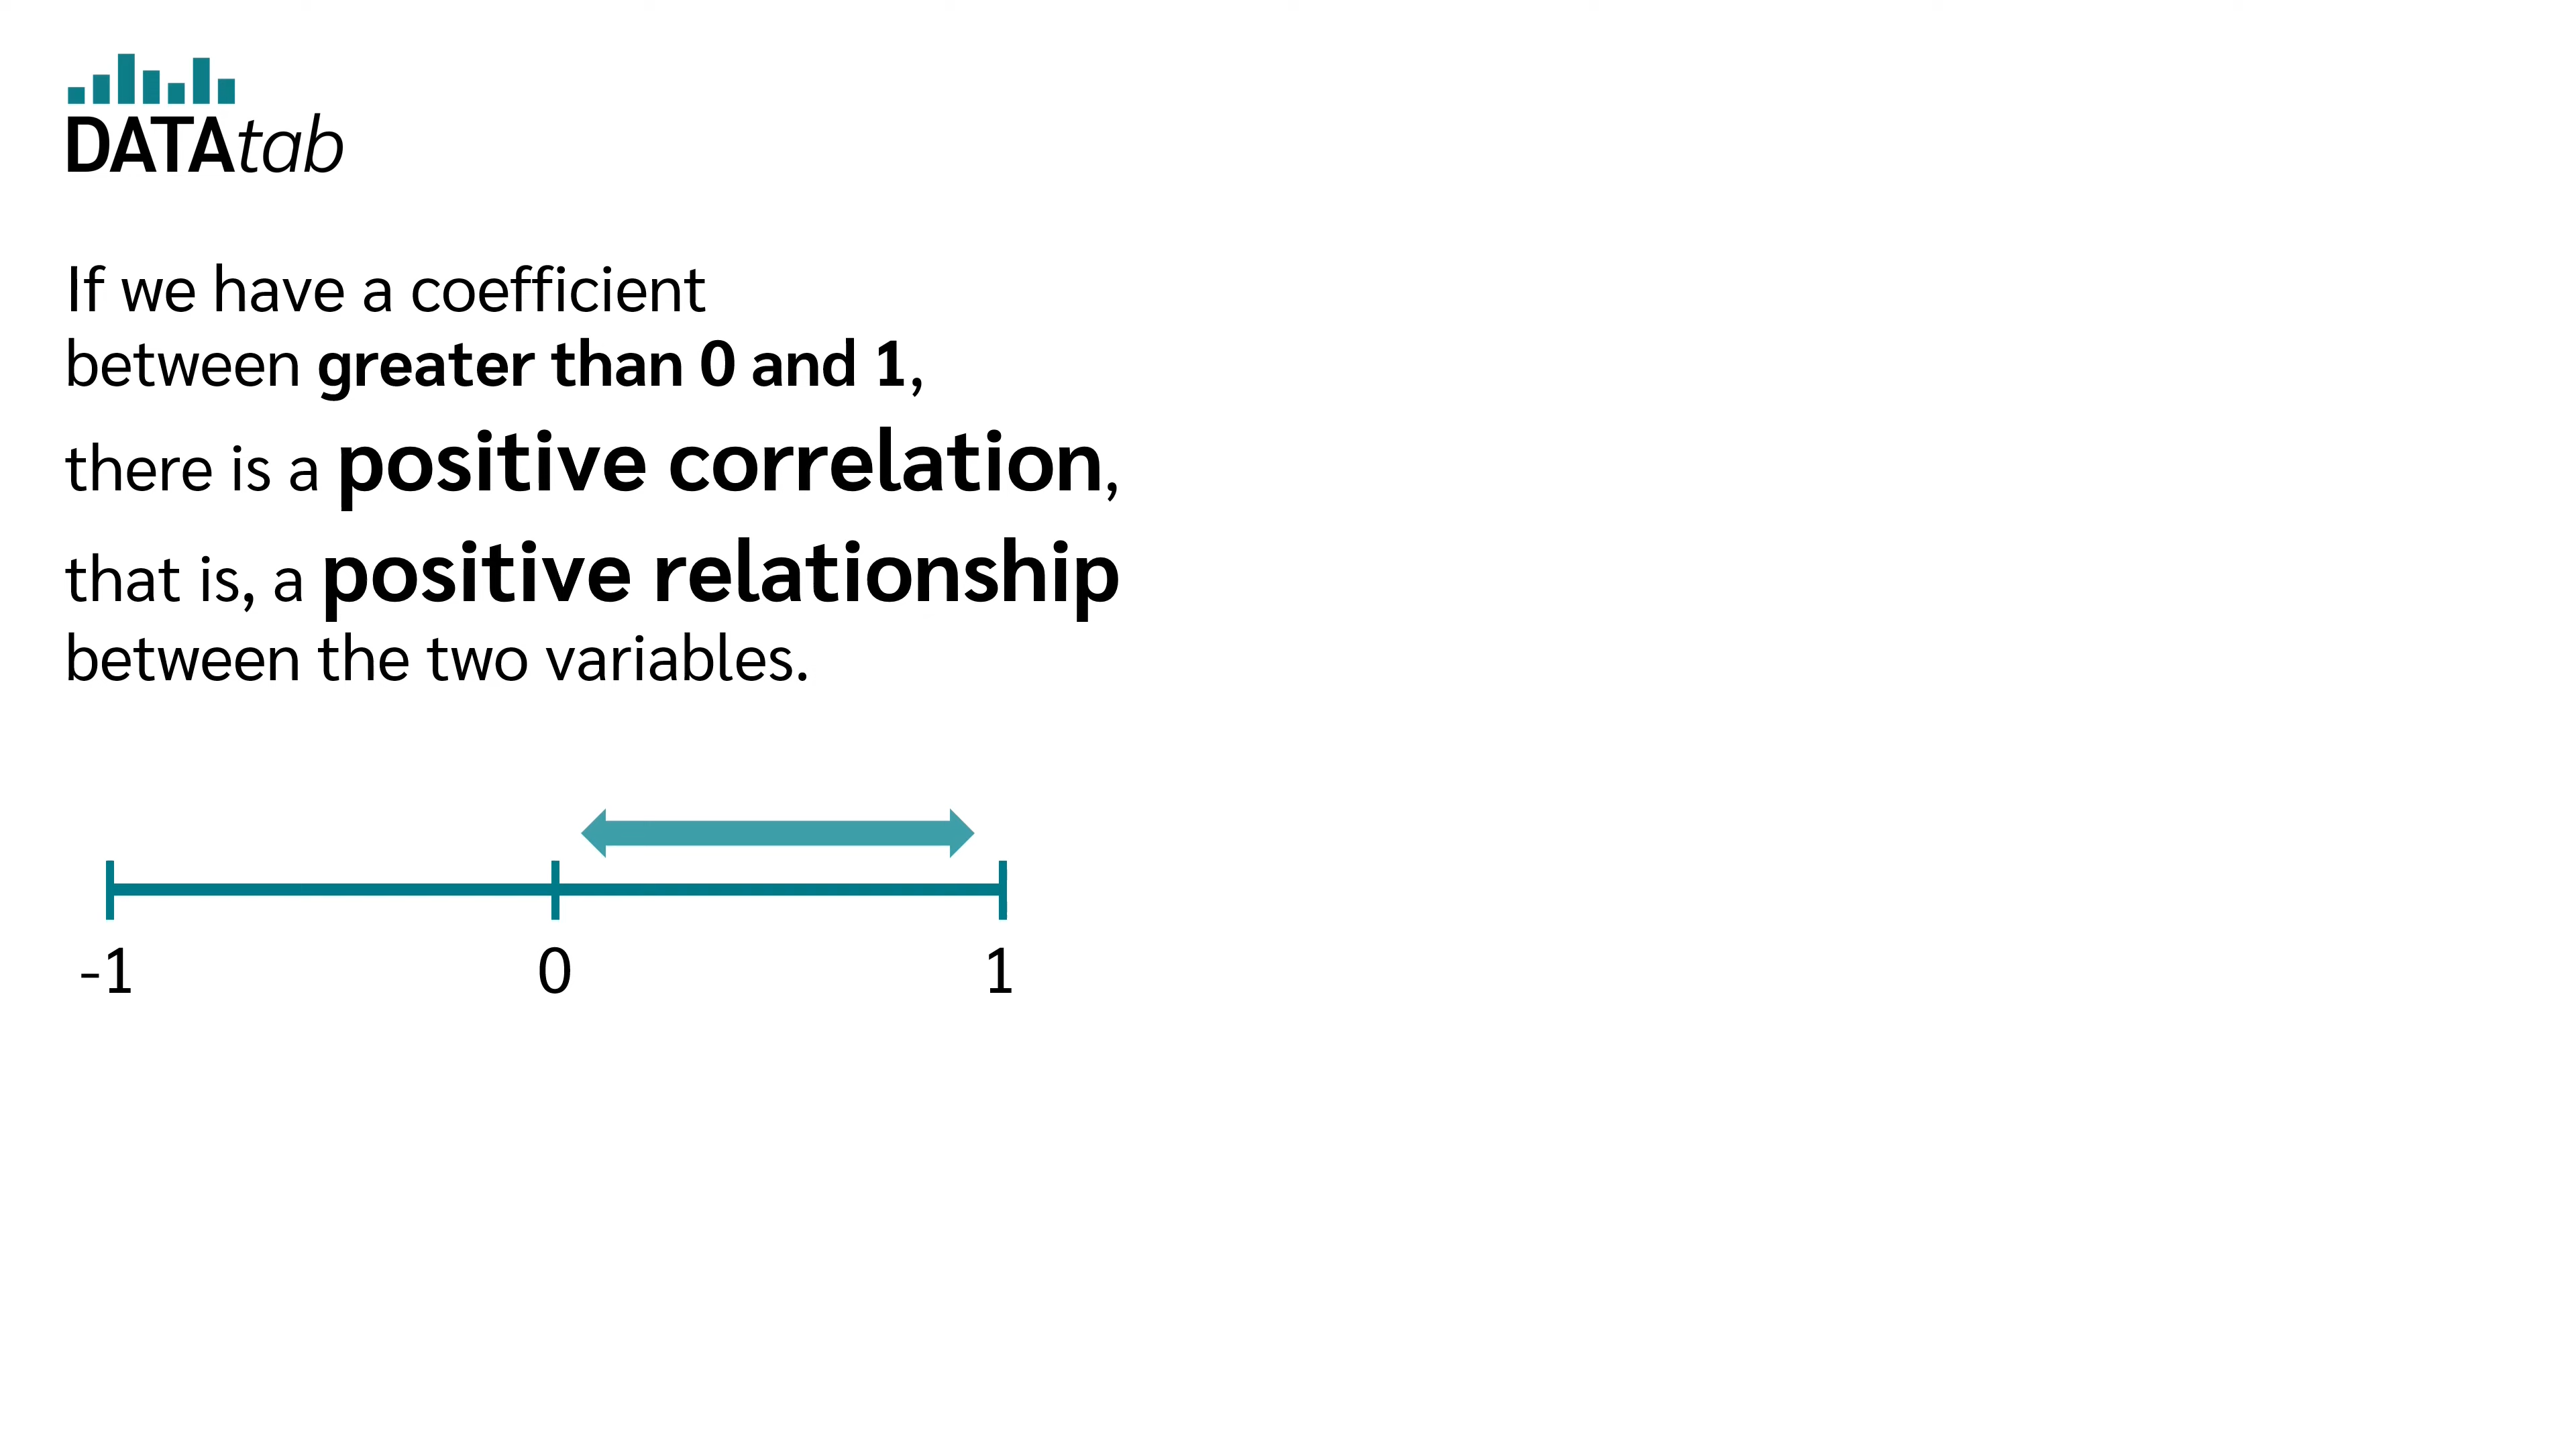 DATAtab
If we have a coefficient
between greater than 0 and 1,
there is a positive correlation,
that is, a positive relationship
between the two variables.
-1 0 1